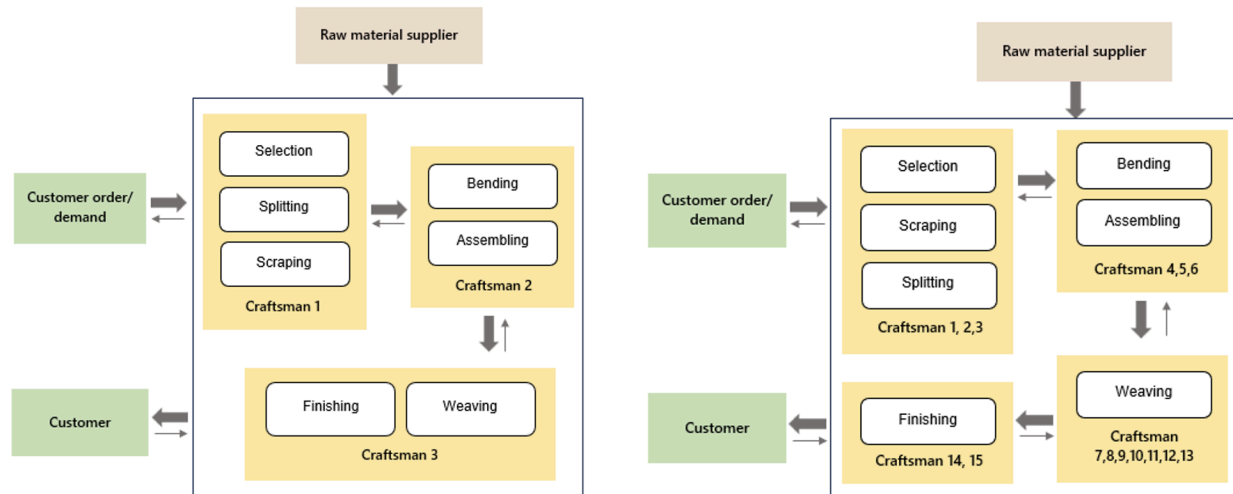 Raw material supplier
Selection
Splitting
Scraping
Craftsman 1
Customer order/
demand
Bending
Assembling
Craftsman 2
Finishing
Weaving
Craftsman 3
Customer
Raw material supplier
Selection
Scraping
Splitting
Craftsman 1, 2,3
Customer order/
demand
Bending
Assembling
Craftsman 4,5,6
Weaving
Craftsman
7,8,9,10,11,12,13
Finishing
Craftsman 14, 15
Customer